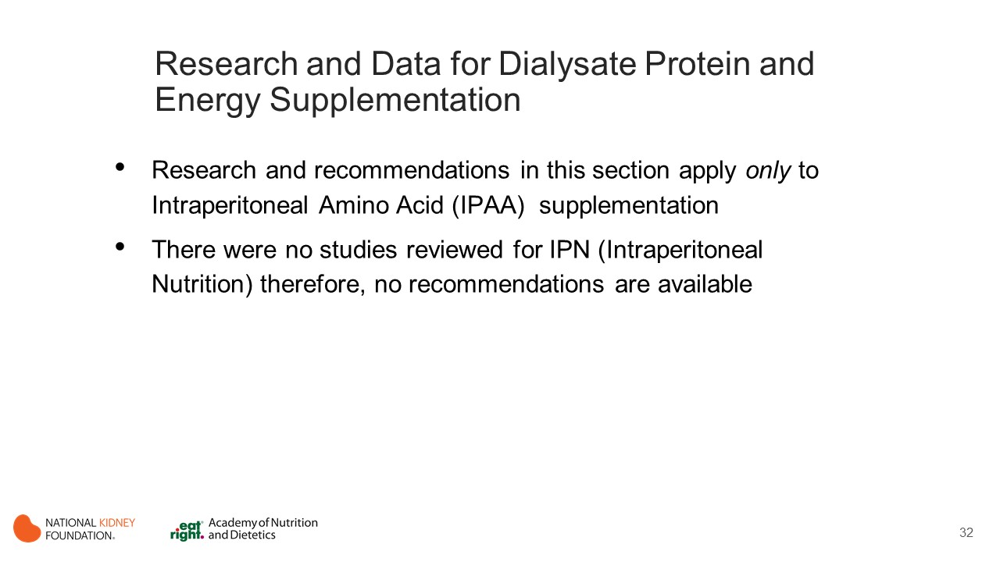 Research and Data for Dialysate Protein and
Energy Supplementation
• Research and recommendations in this section apply only to
Intraperitoneal Amino Acid (IPAA)  supplementation
• There were no studies reviewed for IPN (Intraperitoneal
Nutrition) therefore, no recommendations are available
NATIONAL KIDNEY
FOUNDATION®
eat
right.
Academy of Nutrition
and Dietetics
32